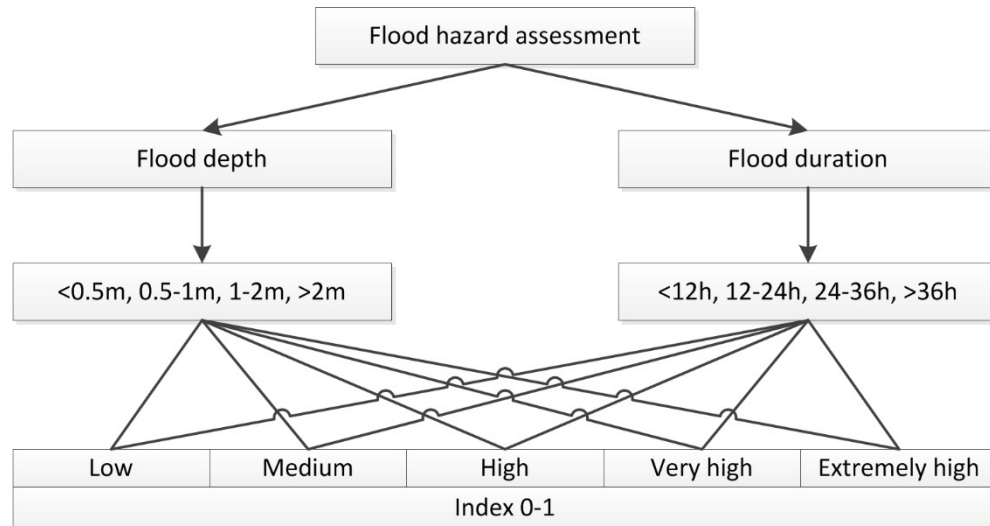 Flood hazard assessment
Flood depth
Flood duration
<0.5m, 0.5-1m, 1-2m, >2m
<12h, 12-24h, 24-36h, >36h
Low
Medium
High
Very high
Extremely high
Index 0-1